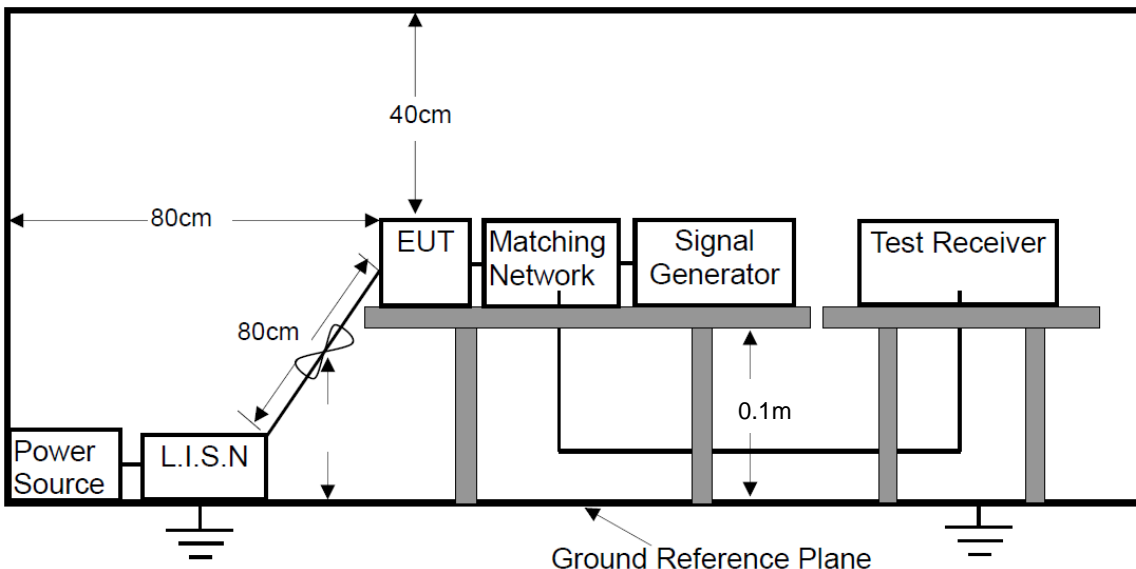 40cm
80cm
EUT
Matching
Network
Signal
Generator
Test Receiver
80cm
0.1m
Power
Source
L.I.S.N
Ground Reference Plane